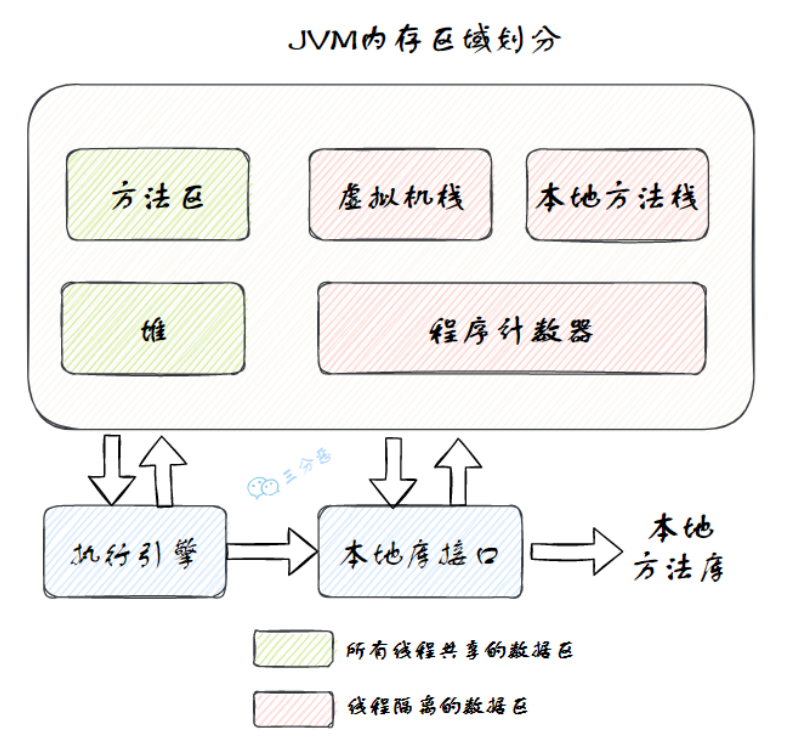 JVM内存区域划分
方法区
虚拟机栈
本地方法栈
堆
程序计数器
三分恶
执行引擎
本地库接口
本地
方法库
所有线程共享的数据区
线程隔离的数据区